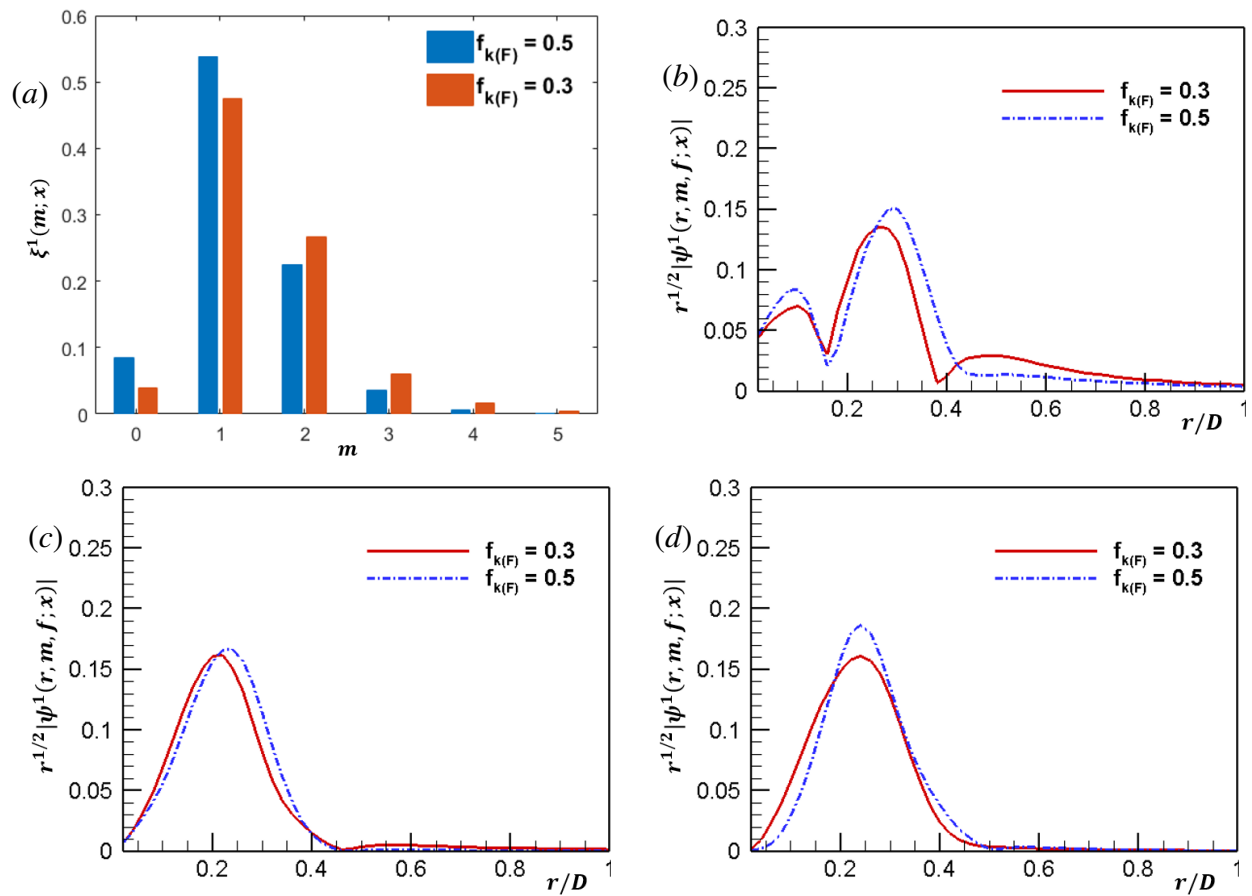 (a)
ξ¹(m; x)
0.6
0.5
0.4
0.3
0.2
0.1
0
0 1 2 3 4 5
m
f_k(F) = 0.5
f_k(F) = 0.3
(b)
r^{1/2}|ψ¹(r, m, f; x)|
0.3
0.25
0.2
0.15
0.1
0.05
0
0.2 0.4 0.6 0.8 1
r/D
f_k(F) = 0.3
f_k(F) = 0.5
(c)
r^{1/2}|ψ¹(r, m, f; x)|
0.3
0.25
0.2
0.15
0.1
0.05
0
0.2 0.4 0.6 0.8 1
r/D
f_k(F) = 0.3
f_k(F) = 0.5
(d)
r^{1/2}|ψ¹(r, m, f; x)|
0.3
0.25
0.2
0.15
0.1
0.05
0
0.2 0.4 0.6 0.8 1
r/D
f_k(F) = 0.3
f_k(F) = 0.5